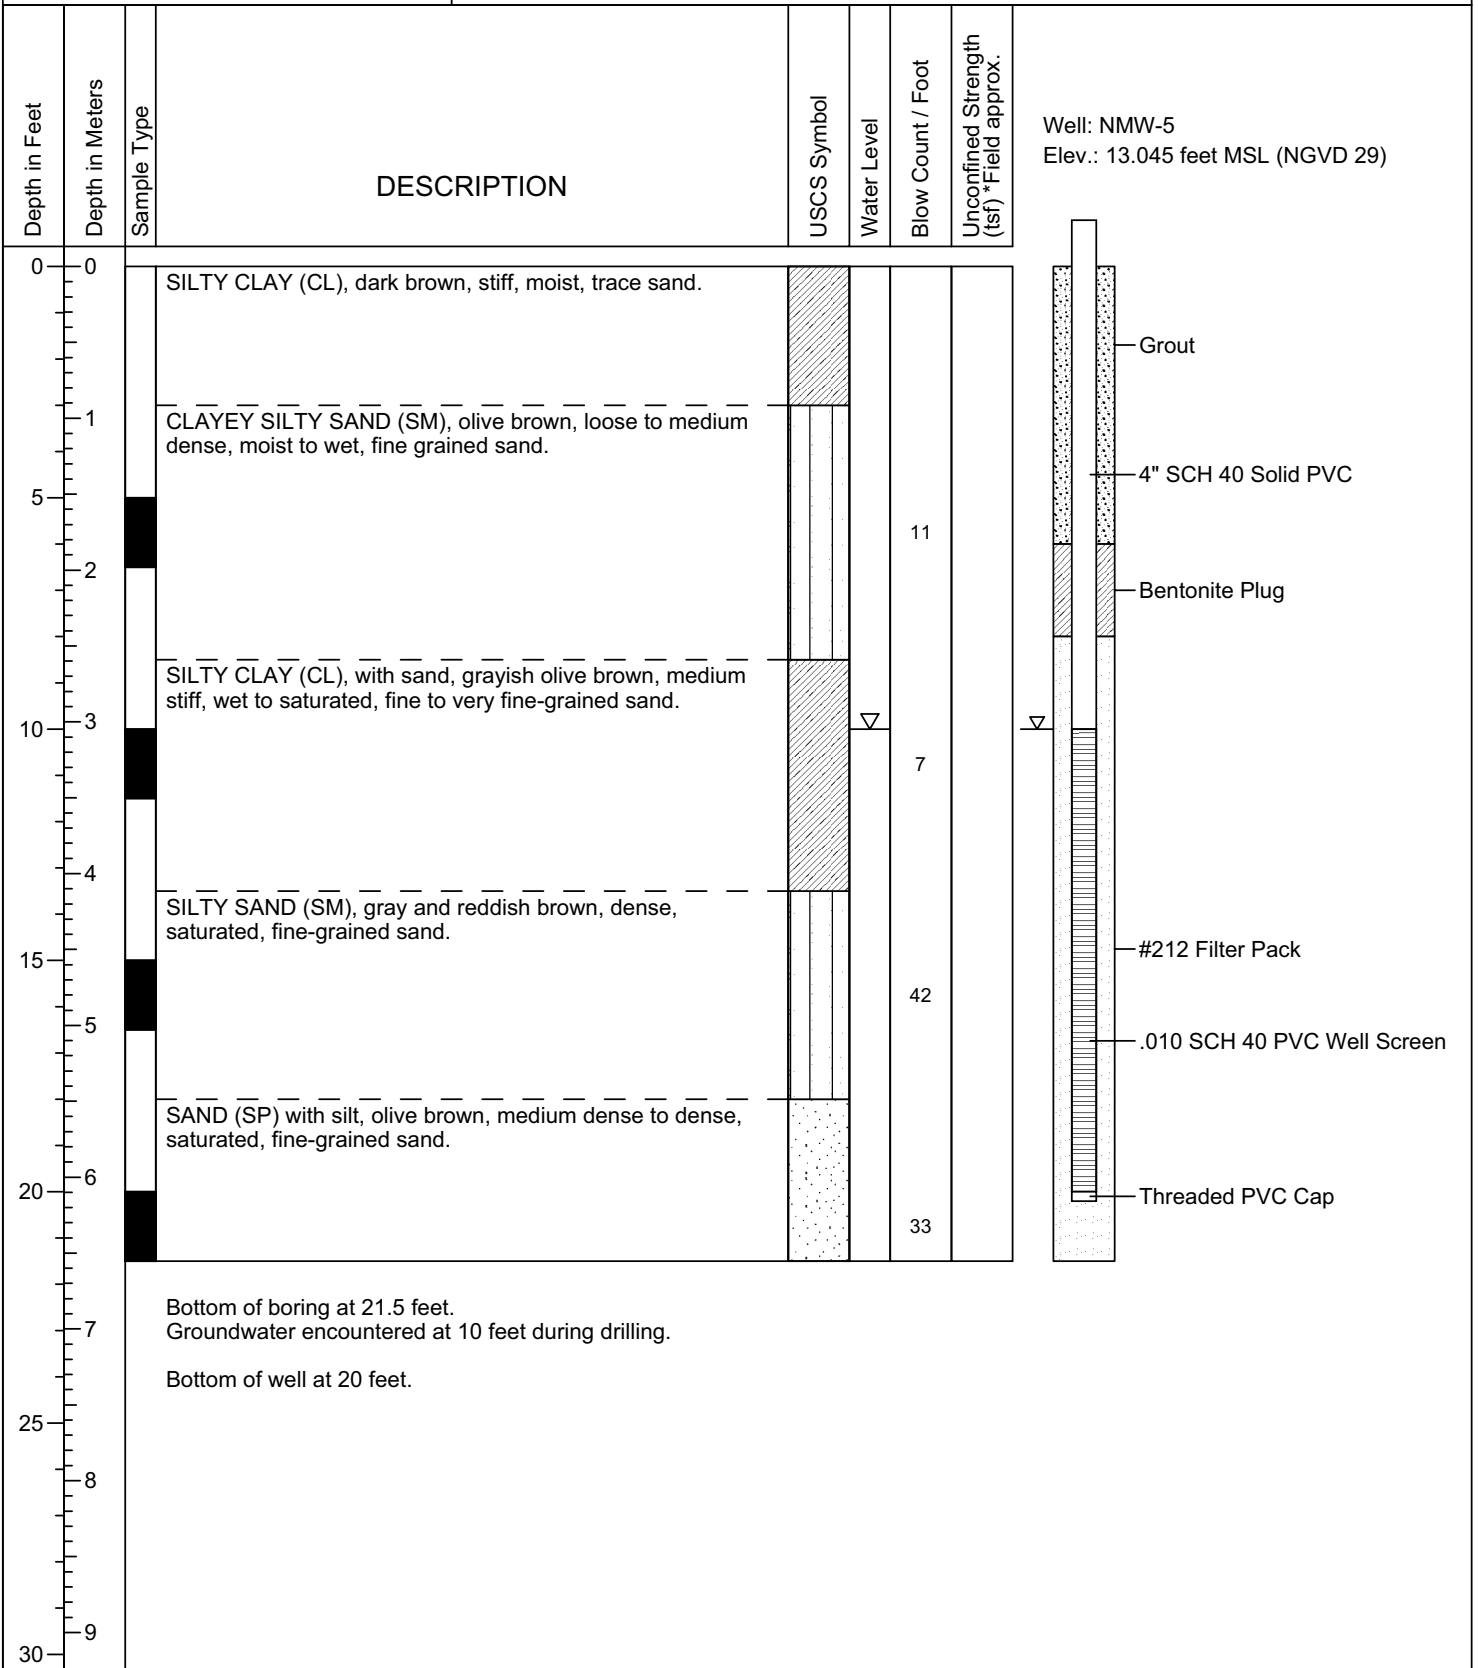 Depth in Feet
Depth in Meters
Sample Type
DESCRIPTION
USCS Symbol
Water Level
Blow Count / Foot
Unconfined Strength
(tsf) *Field approx.
Well: NMW-5
Elev.: 13.045 feet MSL (NGVD 29)
0
0
SILTY CLAY (CL), dark brown, stiff, moist, trace sand.
Grout
1
CLAYEY SILTY SAND (SM), olive brown, loose to medium
dense, moist to wet, fine grained sand.
4" SCH 40 Solid PVC
5
11
2
Bentonite Plug
SILTY CLAY (CL), with sand, grayish olive brown, medium
stiff, wet to saturated, fine to very fine-grained sand.
3
10
7
4
SILTY SAND (SM), gray and reddish brown, dense,
saturated, fine-grained sand.
#212 Filter Pack
15
42
5
.010 SCH 40 PVC Well Screen
SAND (SP) with silt, olive brown, medium dense to dense,
saturated, fine-grained sand.
6
20
Threaded PVC Cap
33
Bottom of boring at 21.5 feet.
7
Groundwater encountered at 10 feet during drilling.
Bottom of well at 20 feet.
25
8
9
30